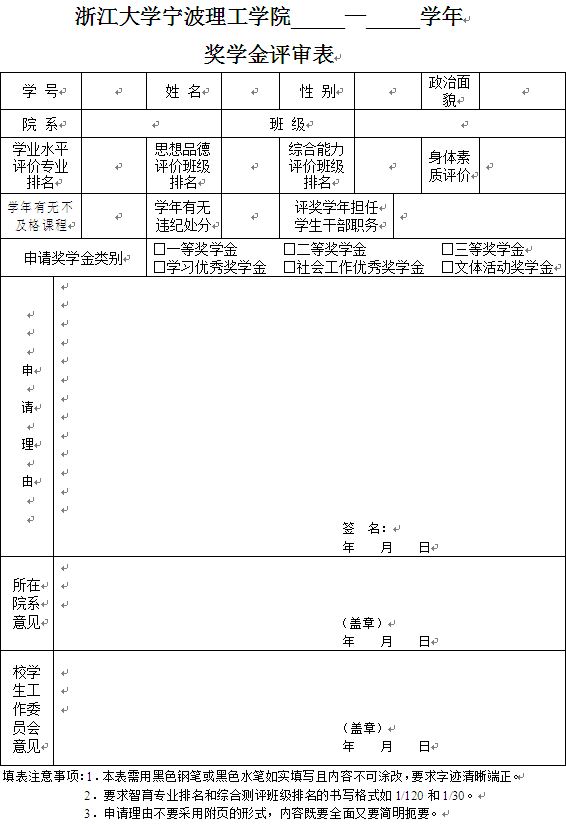 浙江大学宁波理工学院_____—_____学年
奖学金评审表
学 号 姓 名 性 别 政治面貌
院 系 班 级
学业水平评价专业排名 思想品德评价班级排名 综合能力评价班级排名 身体素质评价
学年有无不及格课程 学年有无违纪处分 评奖学年担任学生干部职务
申请奖学金类别 □一等奖学金 □二等奖学金 □三等奖学金
□学习优秀奖学金 □社会工作优秀奖学金 □文体活动奖学金
申请理由
签 名：
年 月 日
所在院系意见
（盖章）
年 月 日
校学生工作委员会意见
（盖章）
年 月 日
填表注意事项：1．本表需用黑色钢笔或黑色水笔如实填写且内容不可涂改，要求字迹清晰端正。
2．要求智育专业排名和综合测评班级排名的书写格式如 1/120 和 1/30。
3．申请理由不要采用附页的形式，内容既要全面又要简明扼要。